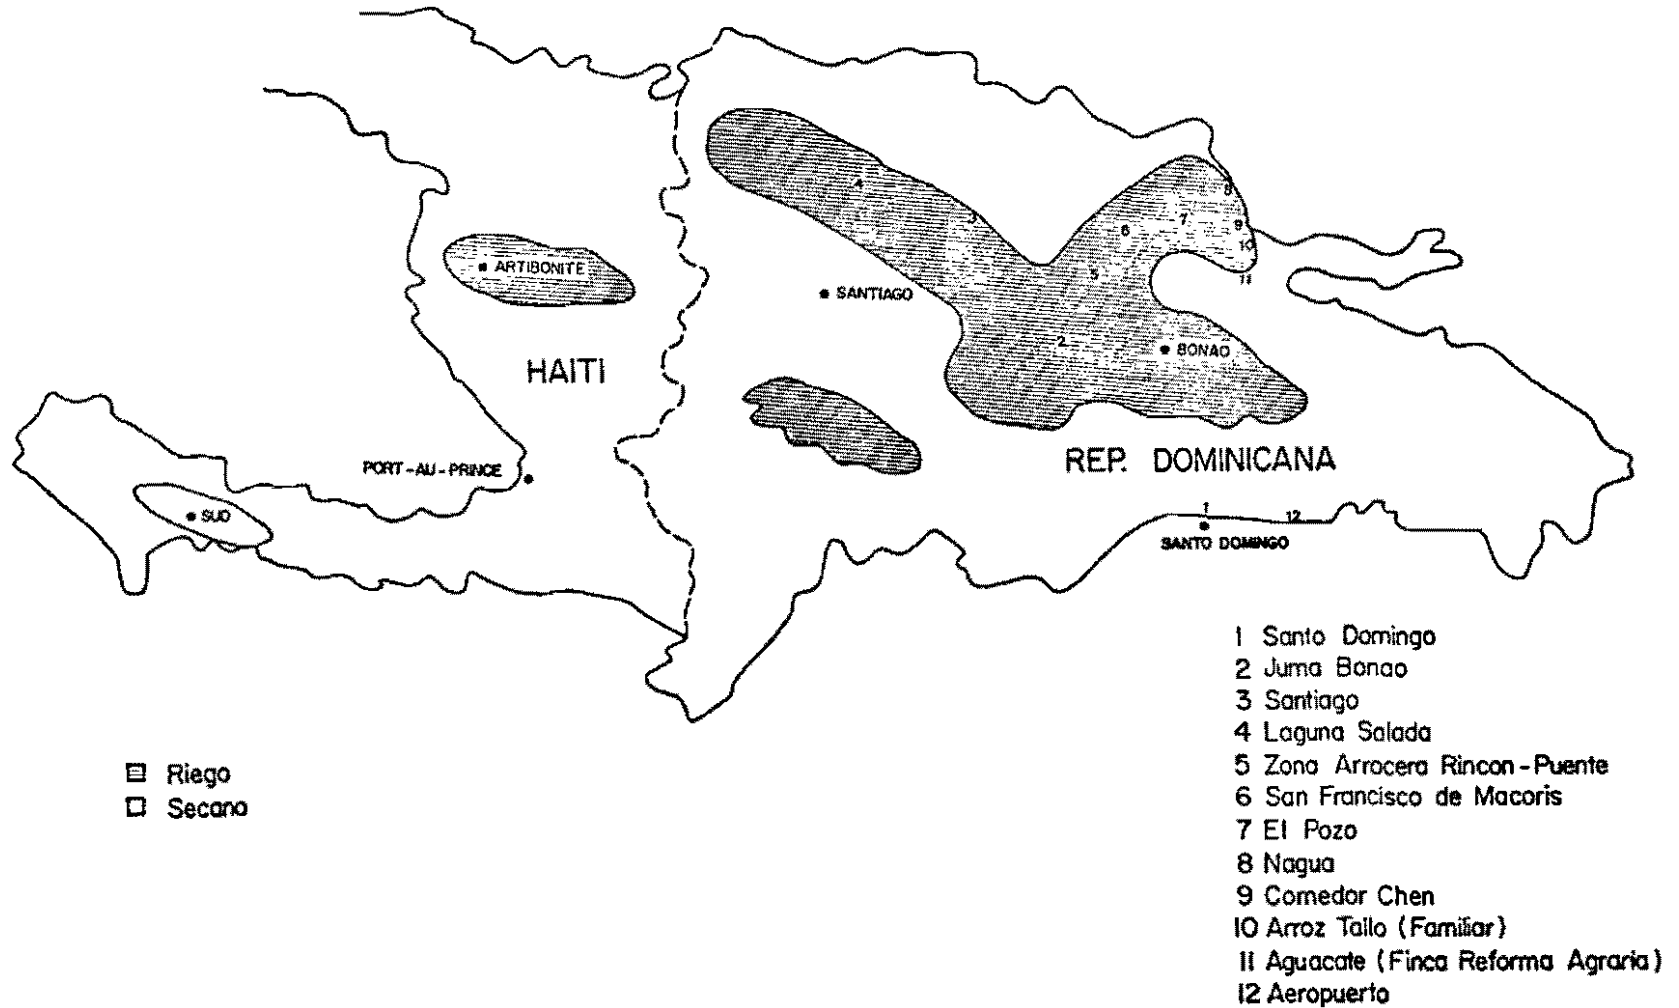 4
3
8
7
9
6
10
5
11
ARTIBONITE
SANTIAGO
2
BONAO
HAITI
REP. DOMINICANA
PORT-AU-PRINCE
SUD
1
12
SANTO DOMINGO
1 Santo Domingo
2 Juma Bonao
3 Santiago
4 Laguna Salada
5 Zona Arrocera Rincon-Puente
6 San Francisco de Macoris
7 El Pozo
8 Nagua
9 Comedor Chen
10 Arroz Tallo (Familiar)
11 Aguacate (Finca Reforma Agraria)
12 Aeropuerto
Riego
Secano